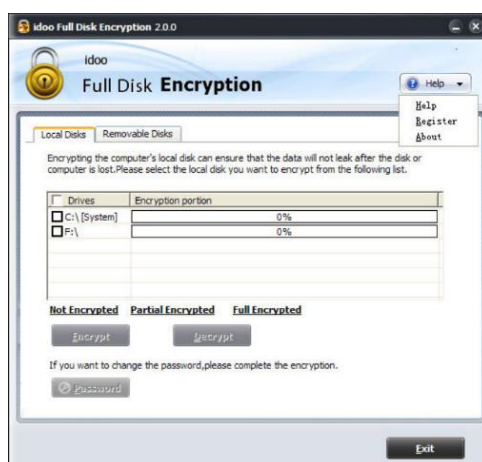 idoo Full Disk Encryption 2.0.0
idoo
Full Disk Encryption
Help
Help
Register
About
Local Disks Removable Disks
Encrypting the computer's local disk can ensure that the data will not leak after the disk or
computer is lost.Please select the local disk you want to encrypt from the following list.
Drives Encryption portion
C:\ [System] 0%
F:\ 0%
Not Encrypted Partial Encrypted Full Encrypted
Encrypt Decrypt
If you want to change the password,please complete the encryption.
Password
Exit